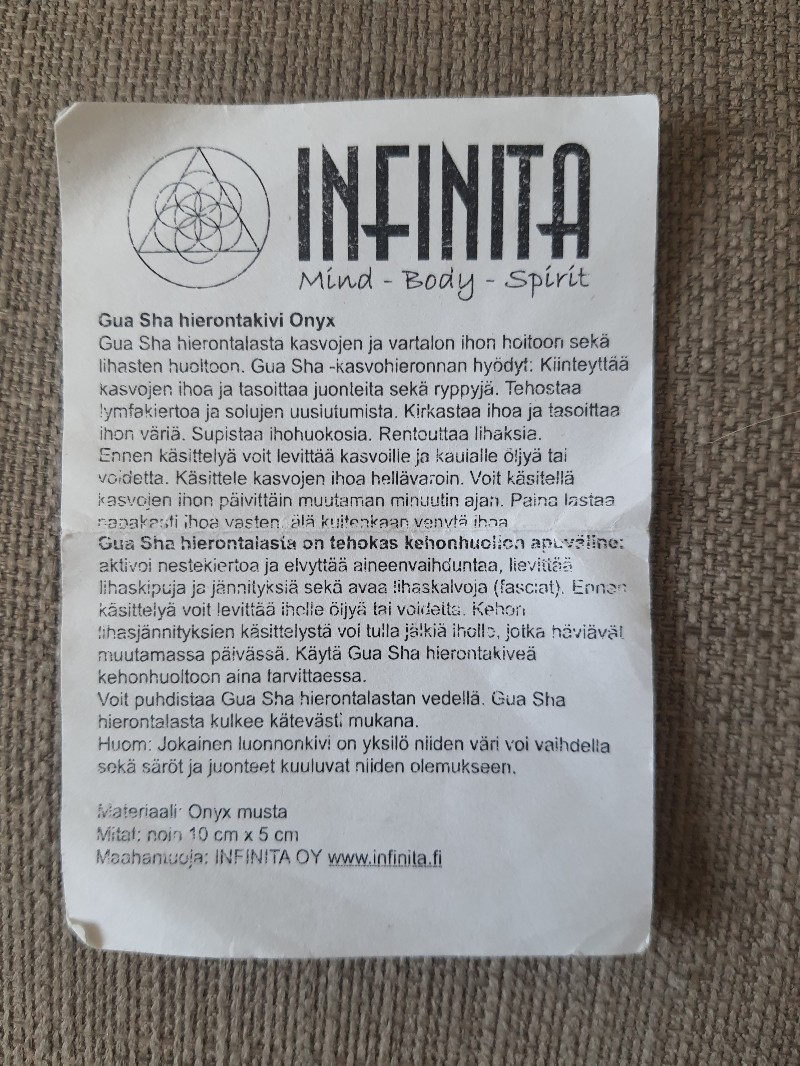 INFINITA
Mind - Body - Spirit
Gua Sha hierontakivi Onyx
Gua Sha hierontalasta kasvojen ja vartalon ihon hoitoon sekä
lihasten huoltoon. Gua Sha -kasvohieronnan hyödyt: Kiinteyttää
kasvojen ihoa ja tasoittaa juonteita sekä ryppyjä. Tehostaa
lymfakiertoa ja solujen uusiutumista. Kirkastaa ihoa ja tasoittaa
ihon väriä. Supistaa ihohuokosia. Rentouttaa lihaksia.
Ennen käsittelyä voit levittää kasvoille ja kaulalle öljyä tai
voidetta. Käsittele kasvojen ihoa hellävaroin. Voit käsitellä
kasvojen ihon päivittäin muutaman minuutin ajan. Paina lastaa
napakasti ihoa vasten, älä kuitenkaan venytä ihoa
Gua Sha hierontalasta on tehokas kehonhuollon apuväline:
aktivoi nestekiertoa ja elvyttää aineenvaihduntaa, lievittää
lihaskipuja ja jännityksiä sekä avaa lihaskalvoja (fasciat). Ennen
käsittelyä voit levittää iholle öljyä tai voidetta. Kehon
lihasjännityksien käsittelystä voi tulla jälkiä iholle, jotka häviävät
muutamassa päivässä. Käytä Gua Sha hierontakiveä
kehonhuoltoon aina tarvittaessa.
Voit puhdistaa Gua Sha hierontalastan vedellä. Gua Sha
hierontalasta kulkee kätevästi mukana.
Huom: Jokainen luonnonkivi on yksilö niiden väri voi vaihdella
sekä säröt ja juonteet kuuluvat niiden olemukseen.
Materiaali: Onyx musta
Mitat: noin 10 cm x 5 cm
Maahantuoja: INFINITA OY www.infinita.fi